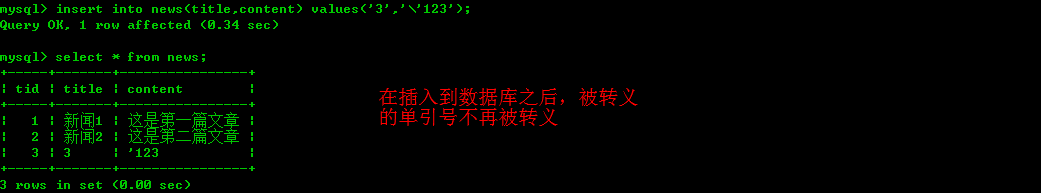 mysql> insert into news(title,content) values('3','\'123');
Query OK, 1 row affected (0.34 sec)
mysql> select * from news;
+-----+-------+----------------+
| tid | title | content        |
+-----+-------+----------------+
|   1 | 新闻1 | 这是第一篇文章 |
|   2 | 新闻2 | 这是第二篇文章 |
|   3 | 3     | '123           |
+-----+-------+----------------+
3 rows in set (0.00 sec)
在插入到数据库之后，被转义
的单引号不再被转义